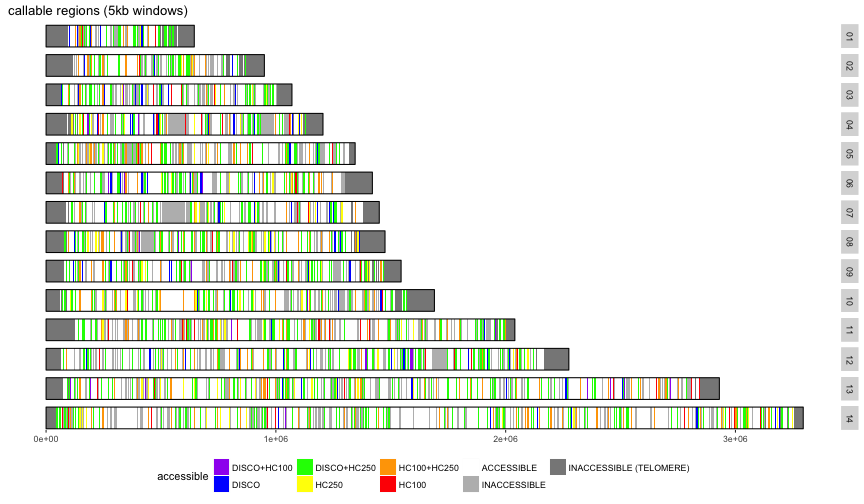 callable regions (5kb windows)
01
02
03
04
05
06
07
08
09
10
11
12
13
14
0e+00 1e+06 2e+06 3e+06
accessible
DISCO+HC100 DISCO+HC250 HC100+HC250 ACCESSIBLE INACCESSIBLE (TELOMERE)
DISCO HC250 HC100 INACCESSIBLE